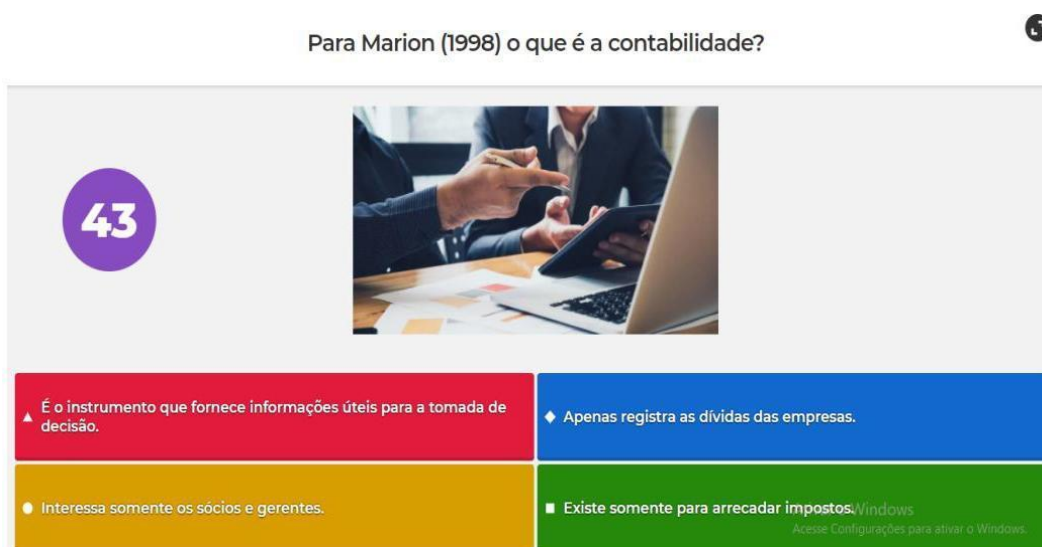 Para Marion (1998) o que é a contabilidade?
43
É o instrumento que fornece informações úteis para a tomada de
decisão.
Apenas registra as dívidas das empresas.
Interessa somente os sócios e gerentes.
Existe somente para arrecadar impostos.
Ativar o Windows
Acesse Configurações para ativar o Windows.